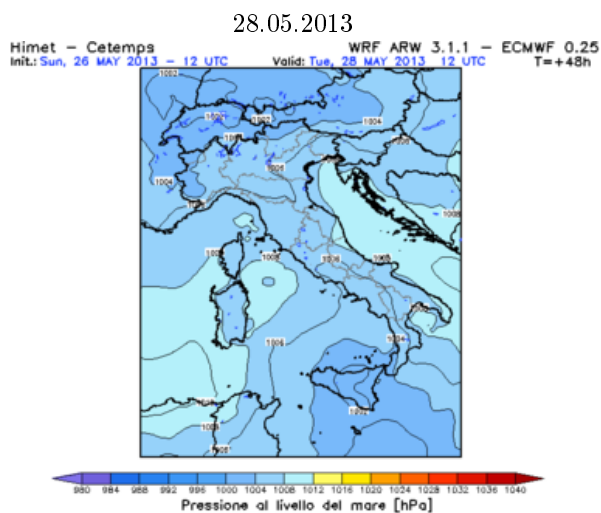 28.05.2013
Himet - Cetemps WRF ARW 3.1.1 - ECMWF 0.25
Init.: Sun, 26 MAY 2013 - 12 UTC Valid: Tue, 28 MAY 2013 12 UTC T=+48h
1002
1004
1002
1006
1004
1008
1006
1006
1006
1004
980 984 988 992 996 1000 1004 1008 1012 1016 1020 1024 1028 1032 1036 1040
Pressione al livello del mare [hPa]